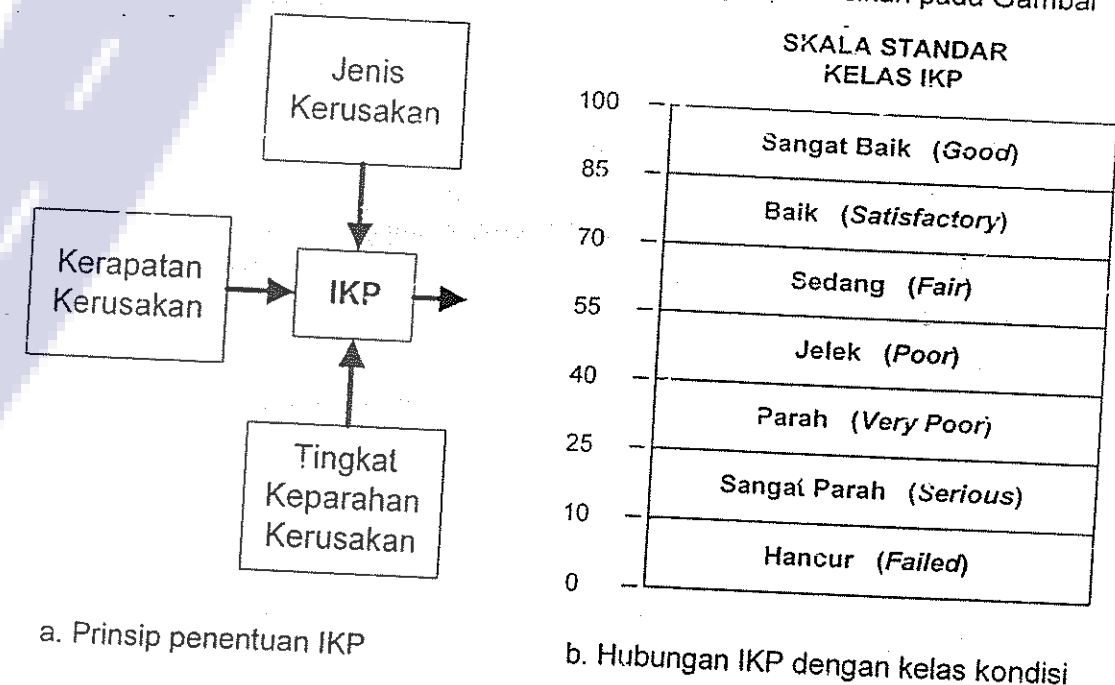 pada Gambar
Jenis
Kerusakan
Kerapatan
Kerusakan
IKP
Tingkat
Keparahan
Kerusakan
a. Prinsip penentuan IKP
SKALA STANDAR
KELAS IKP
100
Sangat Baik (Good)
85
Baik (Satisfactory)
70
Sedang (Fair)
55
Jelek (Poor)
40
Parah (Very Poor)
25
Sangat Parah (Serious)
10
Hancur (Failed)
0
b. Hubungan IKP dengan kelas kondisi